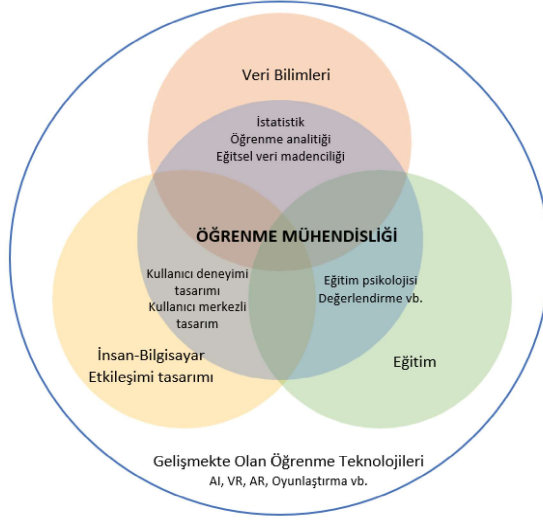 Veri Bilimleri
İstatistik
Öğrenme analitiği
Eğitsel veri madenciliği
ÖĞRENME MÜHENDİSLİĞİ
Kullanıcı deneyimi
tasarımı
Kullanıcı merkezli
tasarım
Eğitim psikolojisi
Değerlendirme vb.
İnsan-Bilgisayar
Etkileşimi tasarımı
Eğitim
Gelişmekte Olan Öğrenme Teknolojileri
AI, VR, AR, Oyunlaştırma vb.